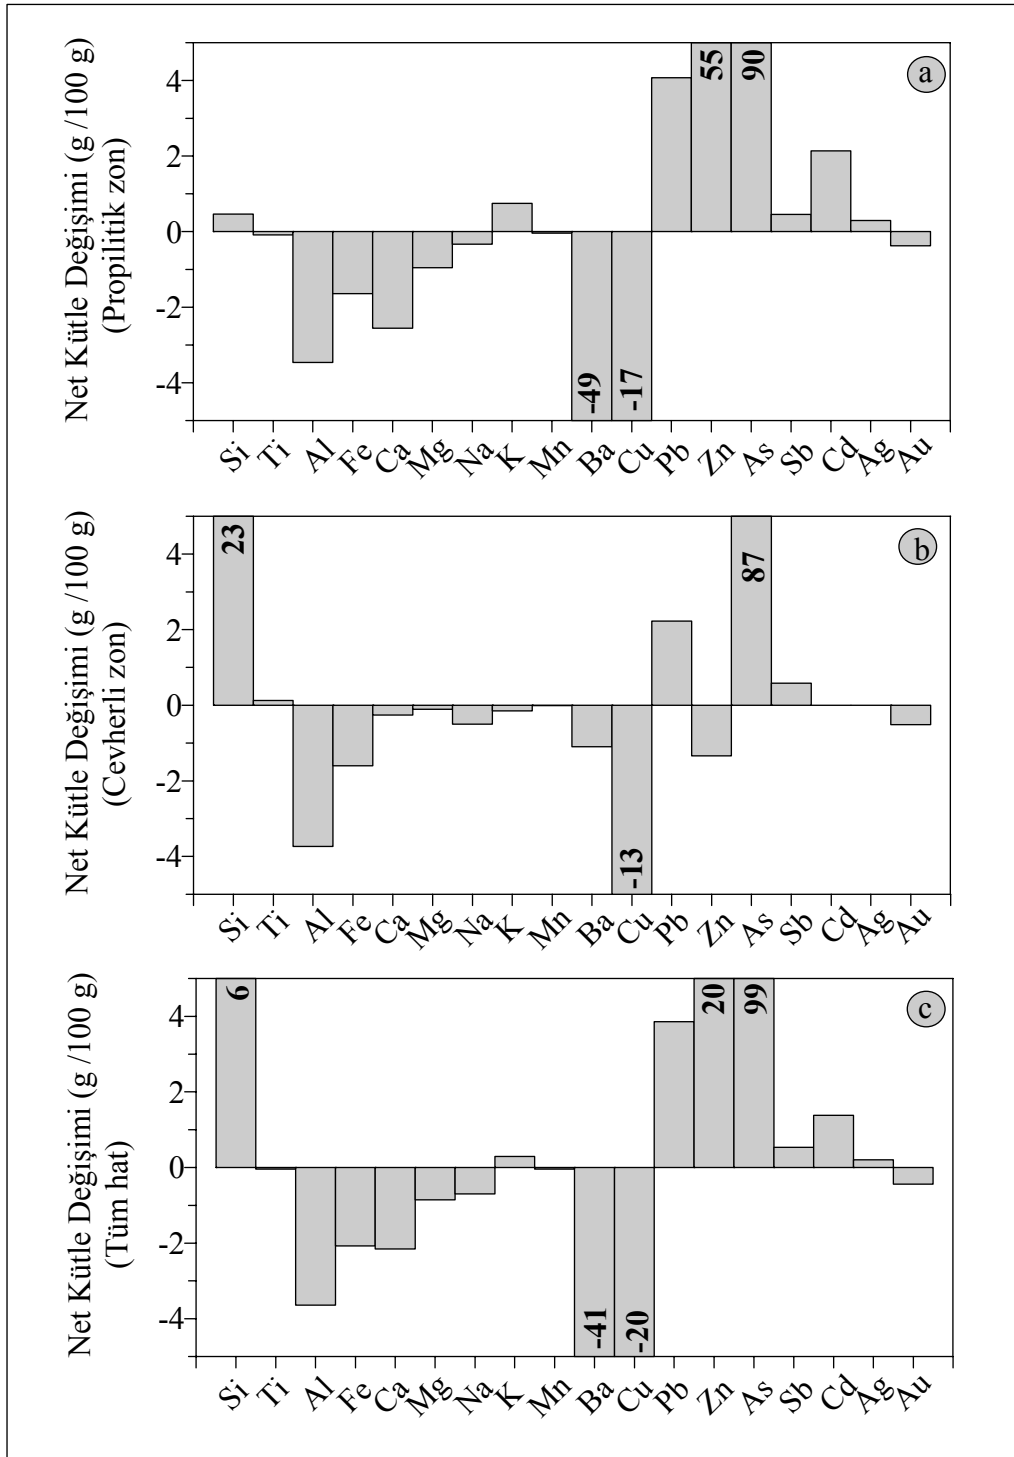 Net Kütle Değişimi (g /100 g)
(Propilitik zon)
4
2
0
-2
-4
55
90
-49
-17
a
Si Ti Al Fe Ca Mg Na K Mn Ba Cu Pb Zn As Sb Cd Ag Au
Net Kütle Değişimi (g /100 g)
(Cevherli zon)
4
2
0
-2
-4
23
87
-13
b
Si Ti Al Fe Ca Mg Na K Mn Ba Cu Pb Zn As Sb Cd Ag Au
Net Kütle Değişimi (g /100 g)
(Tüm hat)
4
2
0
-2
-4
6
20
99
-41
-20
c
Si Ti Al Fe Ca Mg Na K Mn Ba Cu Pb Zn As Sb Cd Ag Au